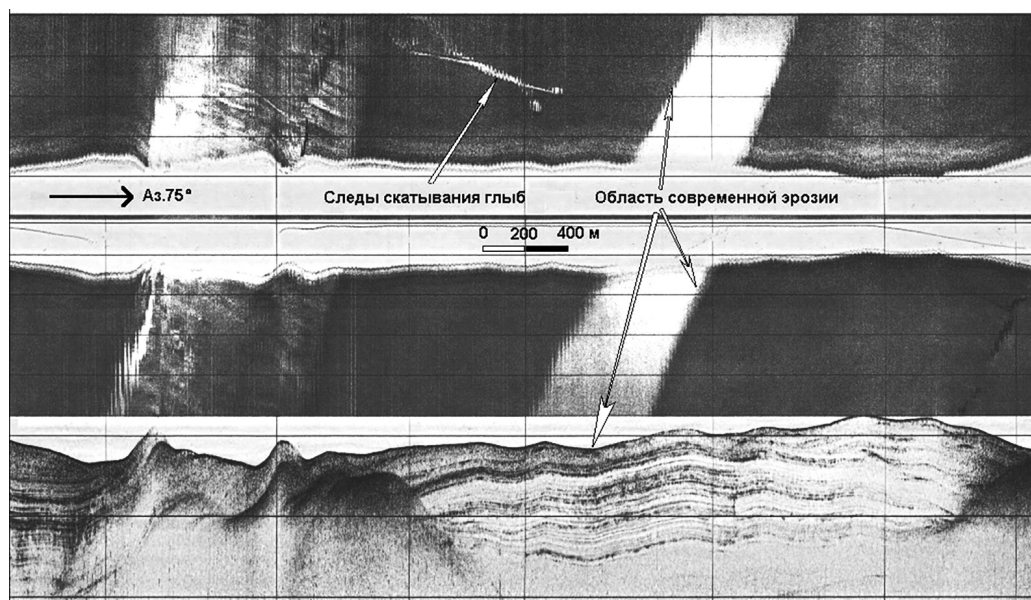 Аз.75°
Следы скатывания глыб
Область современной эрозии
0 200 400 м